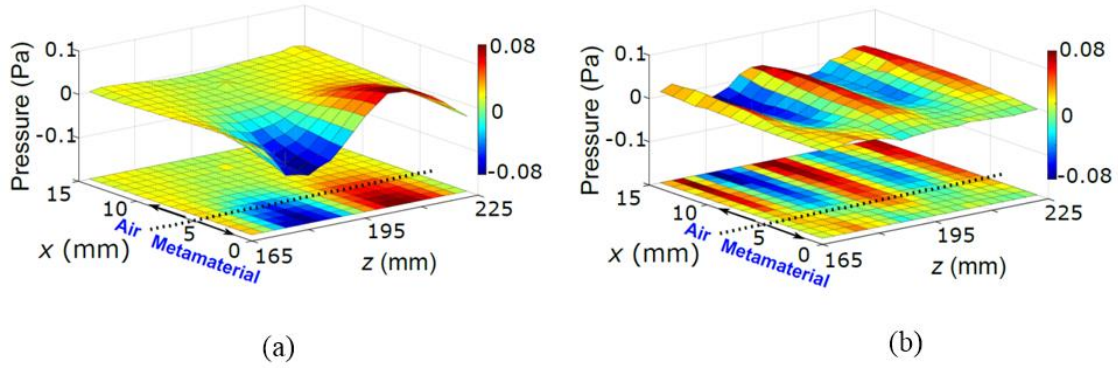 Pressure (Pa)
0.1
0
-0.1
15
10
5
0
x (mm)
Air Metamaterial
165
195
225
z (mm)
0.08
0
-0.08
(a)
Pressure (Pa)
0.1
0
-0.1
15
10
5
0
x (mm)
Air Metamaterial
165
195
225
z (mm)
0.08
0
-0.08
(b)